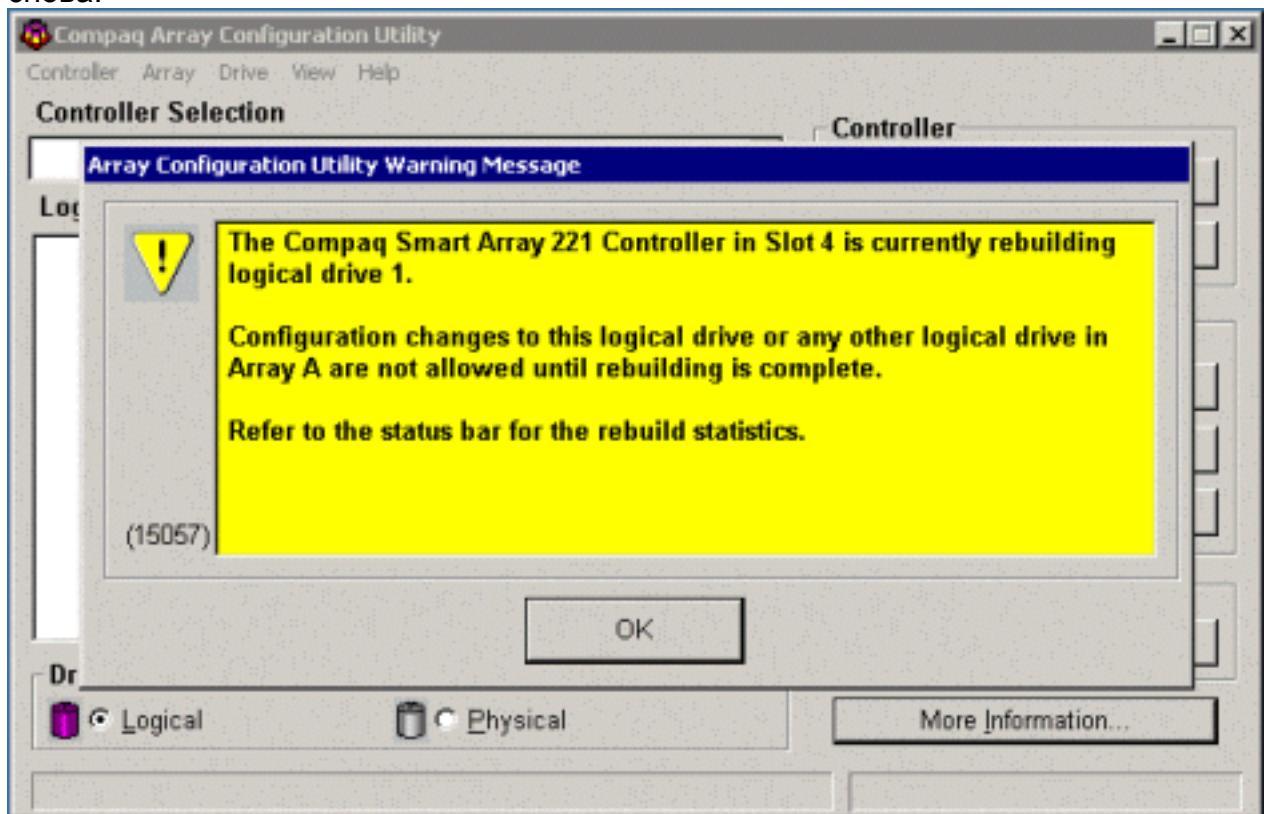 снова.
Compaq Array Configuration Utility
Controller Array Drive View Help
Controller Selection
Controller
Array Configuration Utility Warning Message
The Compaq Smart Array 221 Controller in Slot 4 is currently rebuilding
logical drive 1.
Configuration changes to this logical drive or any other logical drive in
Array A are not allowed until rebuilding is complete.
Refer to the status bar for the rebuild statistics.
(15057)
OK
Logical
Physical
More Information...